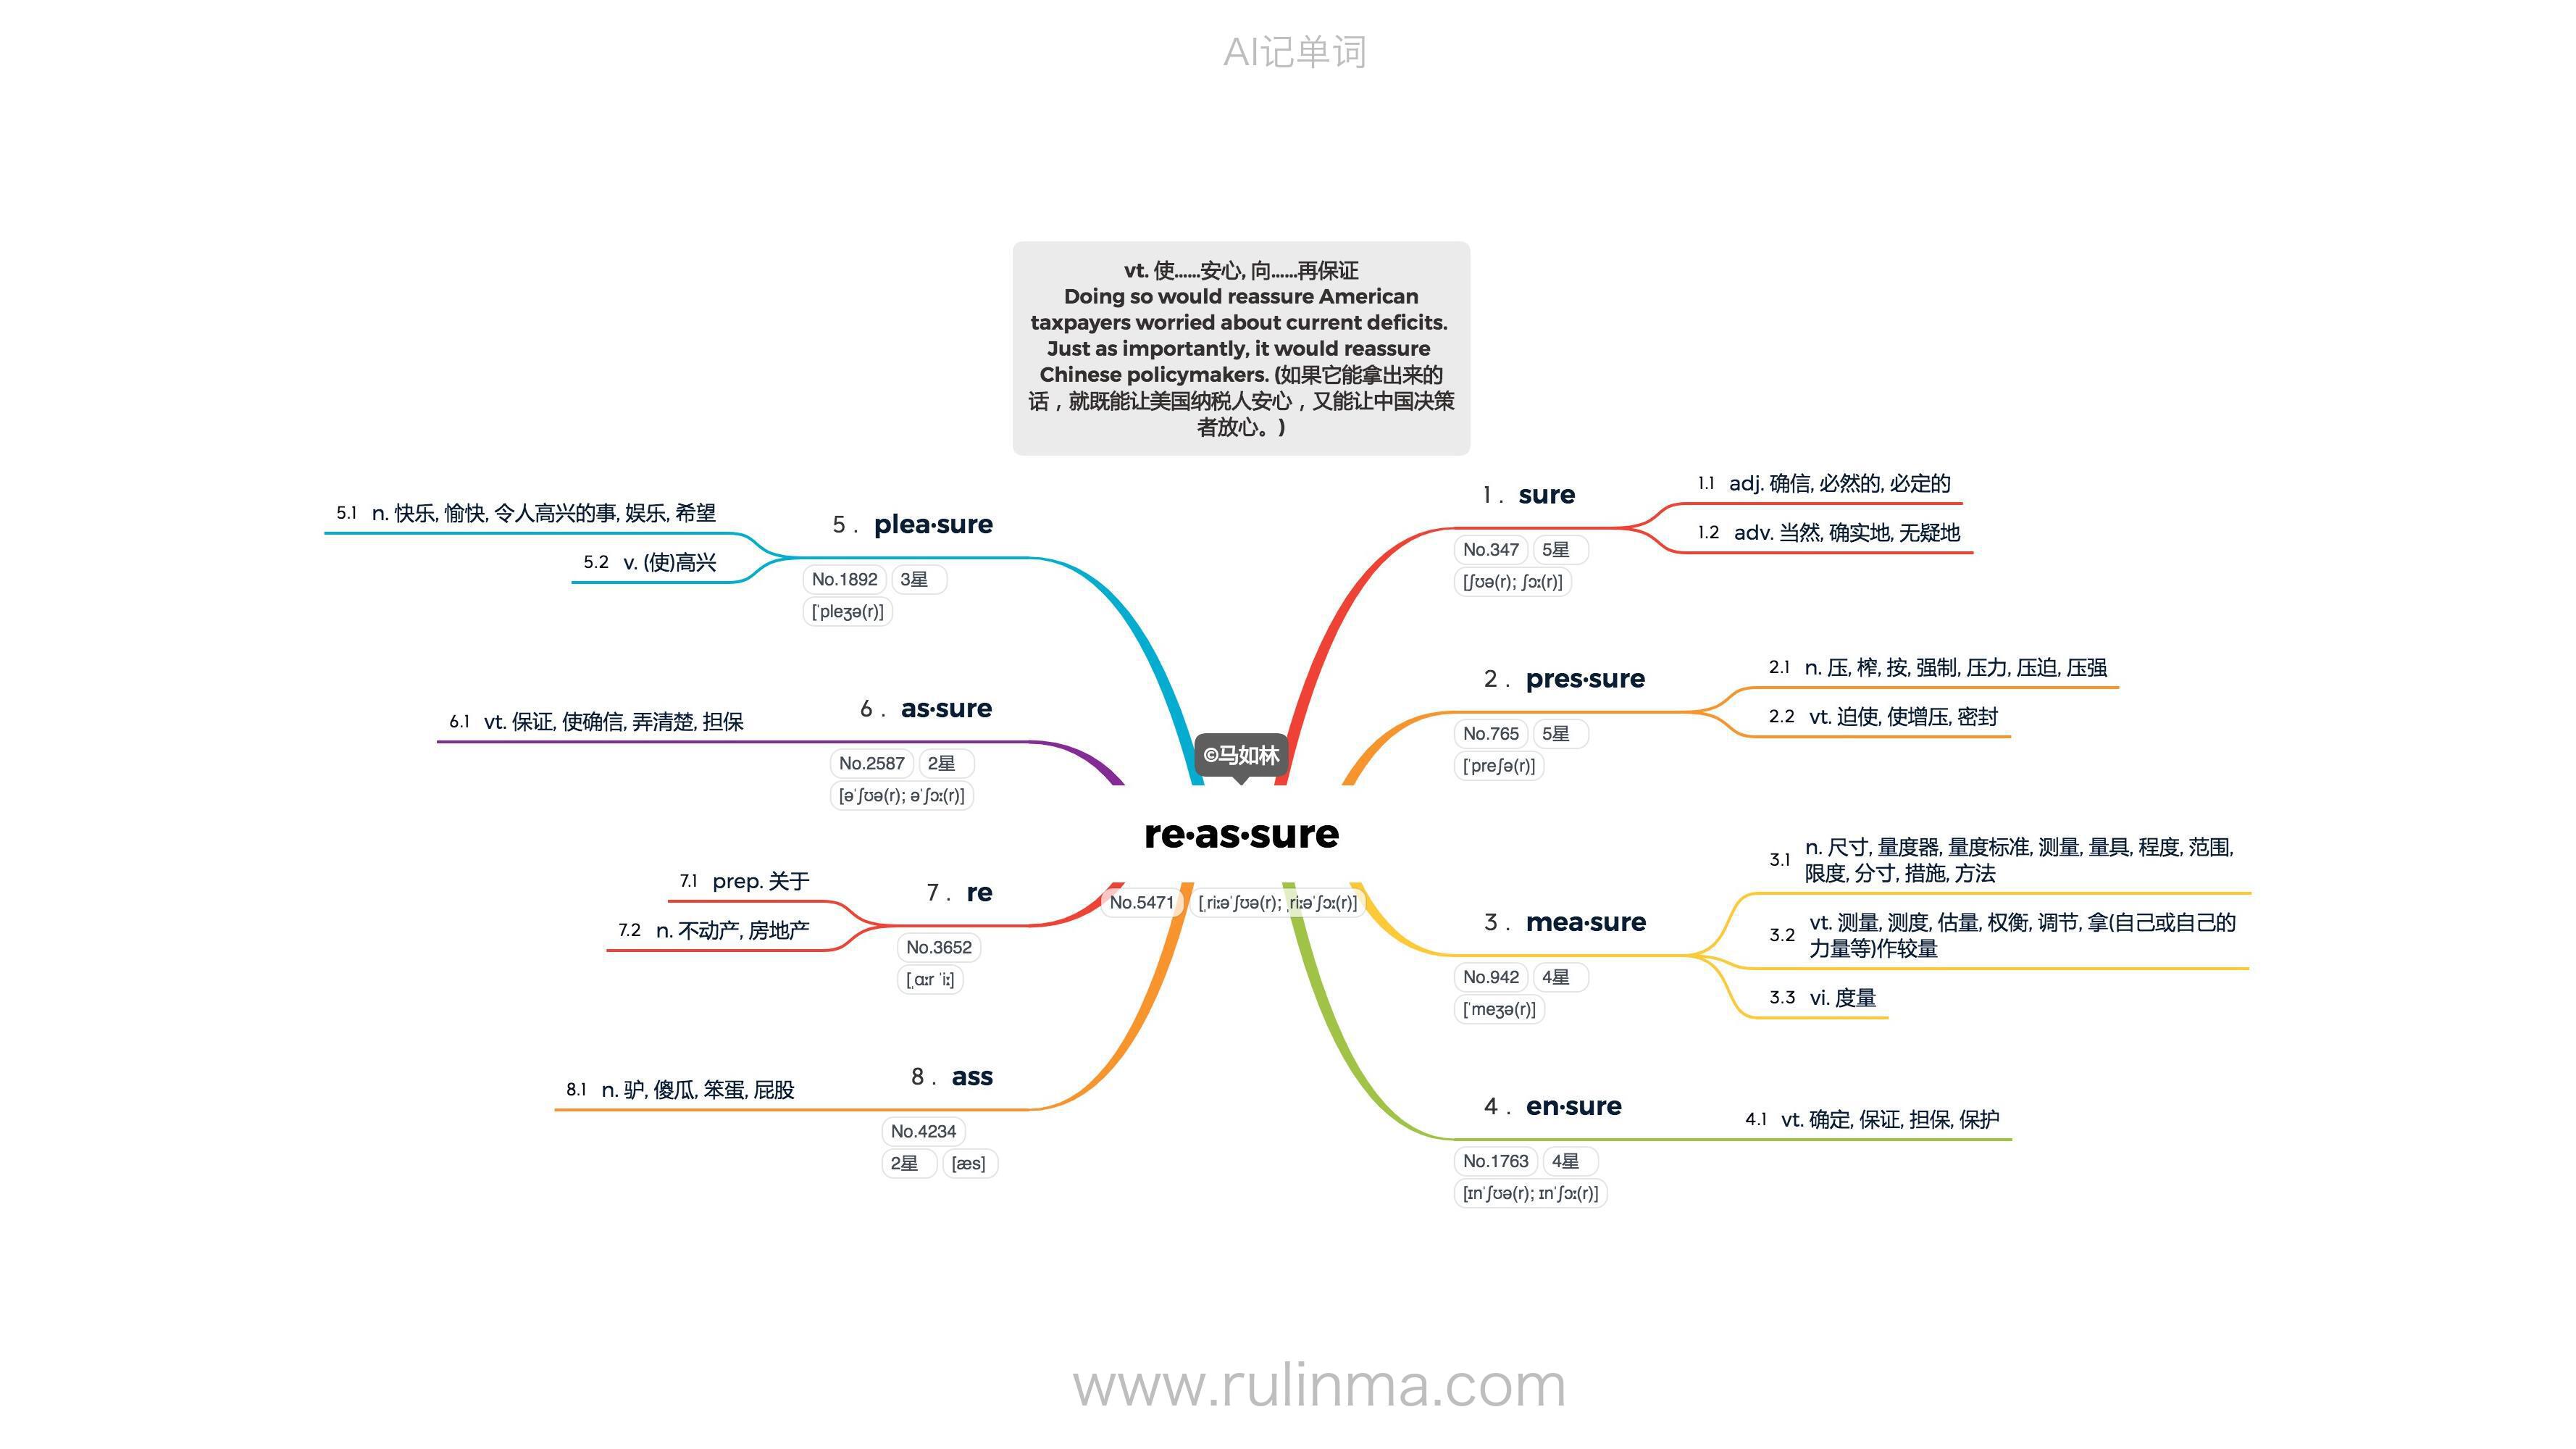 AI记单词
vt. 使......安心, 向......再保证
Doing so would reassure American
taxpayers worried about current deficits.
Just as importantly, it would reassure
Chinese policymakers. (如果它能拿出来的
话，就既能让美国纳税人安心，又能让中国决策
者放心。)
©马如林
re·as·sure
No.5471 [ˌriːəˈʃʊə(r); ˌriːəˈʃɔː(r)]
1 . sure
No.347 5星
[ʃʊə(r); ʃɔː(r)]
1.1 adj. 确信, 必然的, 必定的
1.2 adv. 当然, 确实地, 无疑地
2 . pres·sure
No.765 5星
[ˈpreʃə(r)]
2.1 n. 压, 榨, 按, 强制, 压力, 压迫, 压强
2.2 vt. 迫使, 使增压, 密封
3 . mea·sure
No.942 4星
[ˈmeʒə(r)]
3.1 n. 尺寸, 量度器, 量度标准, 测量, 量具, 程度, 范围,
限度, 分寸, 措施, 方法
3.2 vt. 测量, 测度, 估量, 权衡, 调节, 拿(自己或自己的
力量等)作较量
3.3 vi. 度量
4 . en·sure
No.1763 4星
[ɪnˈʃʊə(r); ɪnˈʃɔː(r)]
4.1 vt. 确定, 保证, 担保, 保护
5 . plea·sure
No.1892 3星
[ˈpleʒə(r)]
5.1 n. 快乐, 愉快, 令人高兴的事, 娱乐, 希望
5.2 v. (使)高兴
6 . as·sure
No.2587 2星
[əˈʃʊə(r); əˈʃɔː(r)]
6.1 vt. 保证, 使确信, 弄清楚, 担保
7 . re
No.3652
[ˌɑːr ˈiː]
7.1 prep. 关于
7.2 n. 不动产, 房地产
8 . ass
No.4234
2星 [æs]
8.1 n. 驴, 傻瓜, 笨蛋, 屁股
www.rulinma.com